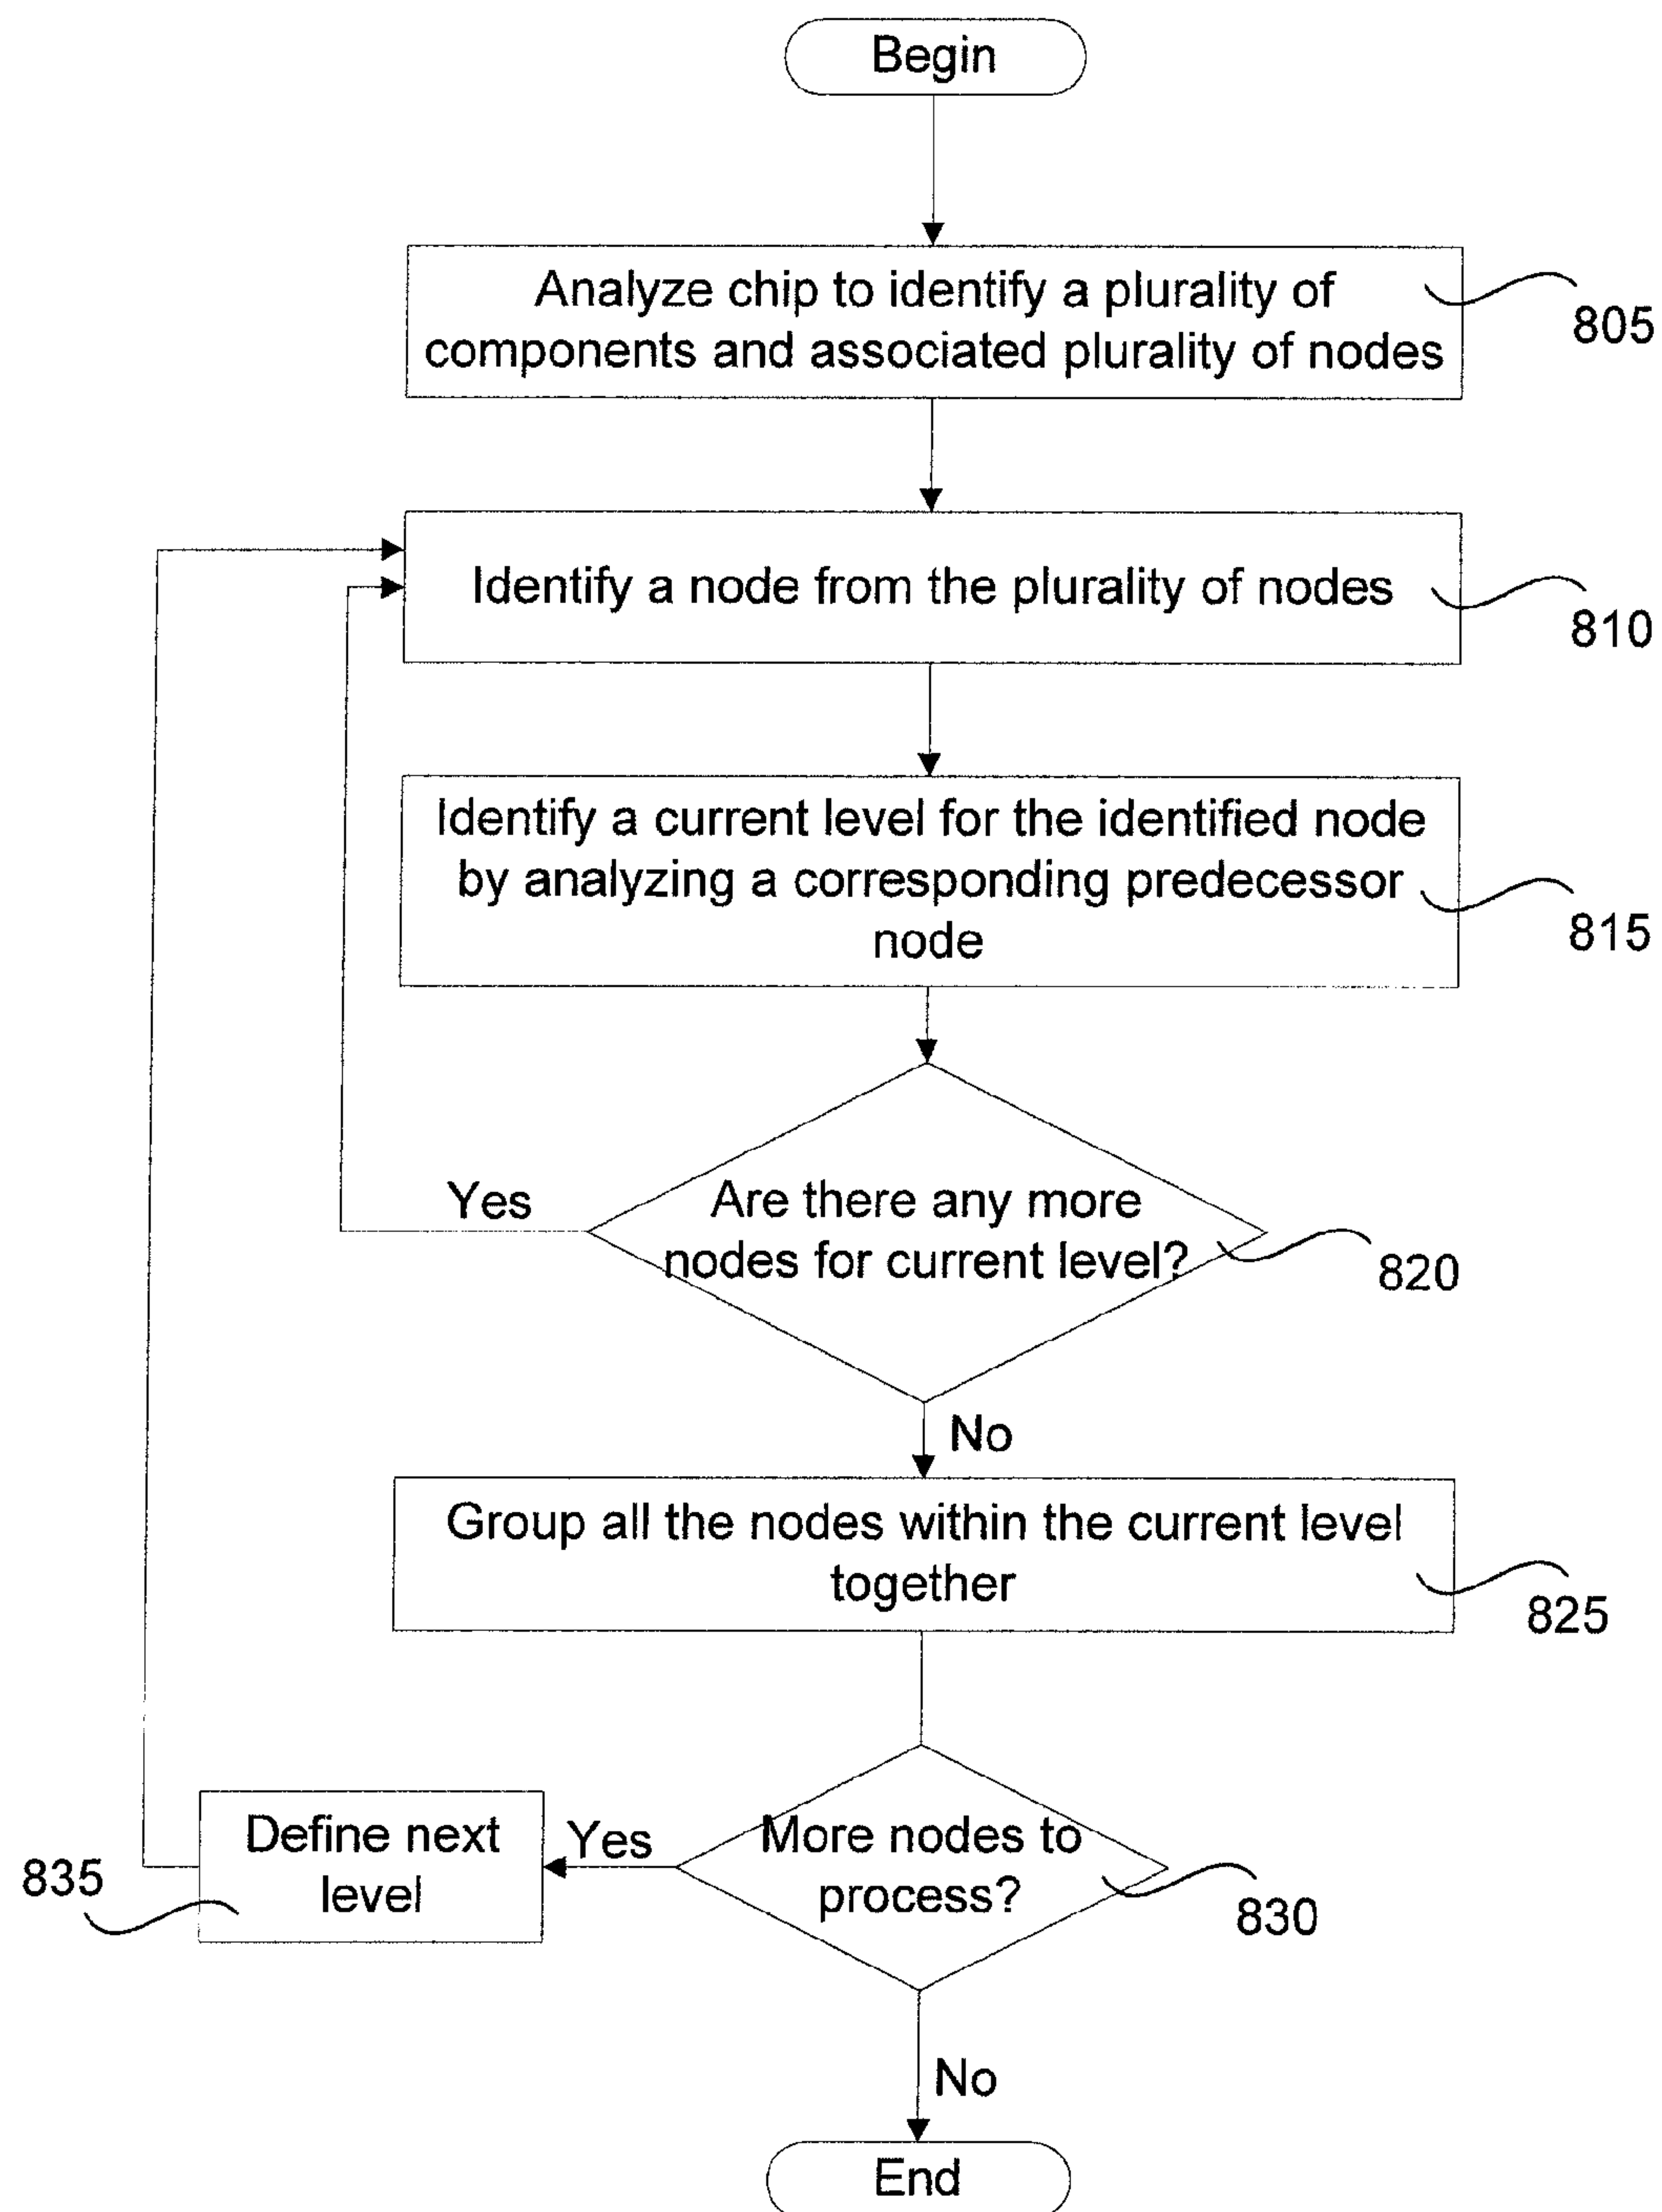 Begin
Analyze chip to identify a plurality of
components and associated plurality of nodes
805
Identify a node from the plurality of nodes
810
Identify a current level for the identified node
by analyzing a corresponding predecessor
node
815
Yes
Are there any more
nodes for current level?
820
No
Group all the nodes within the current level
together
825
More nodes to
process?
830
Yes
Define next
level
835
No
End